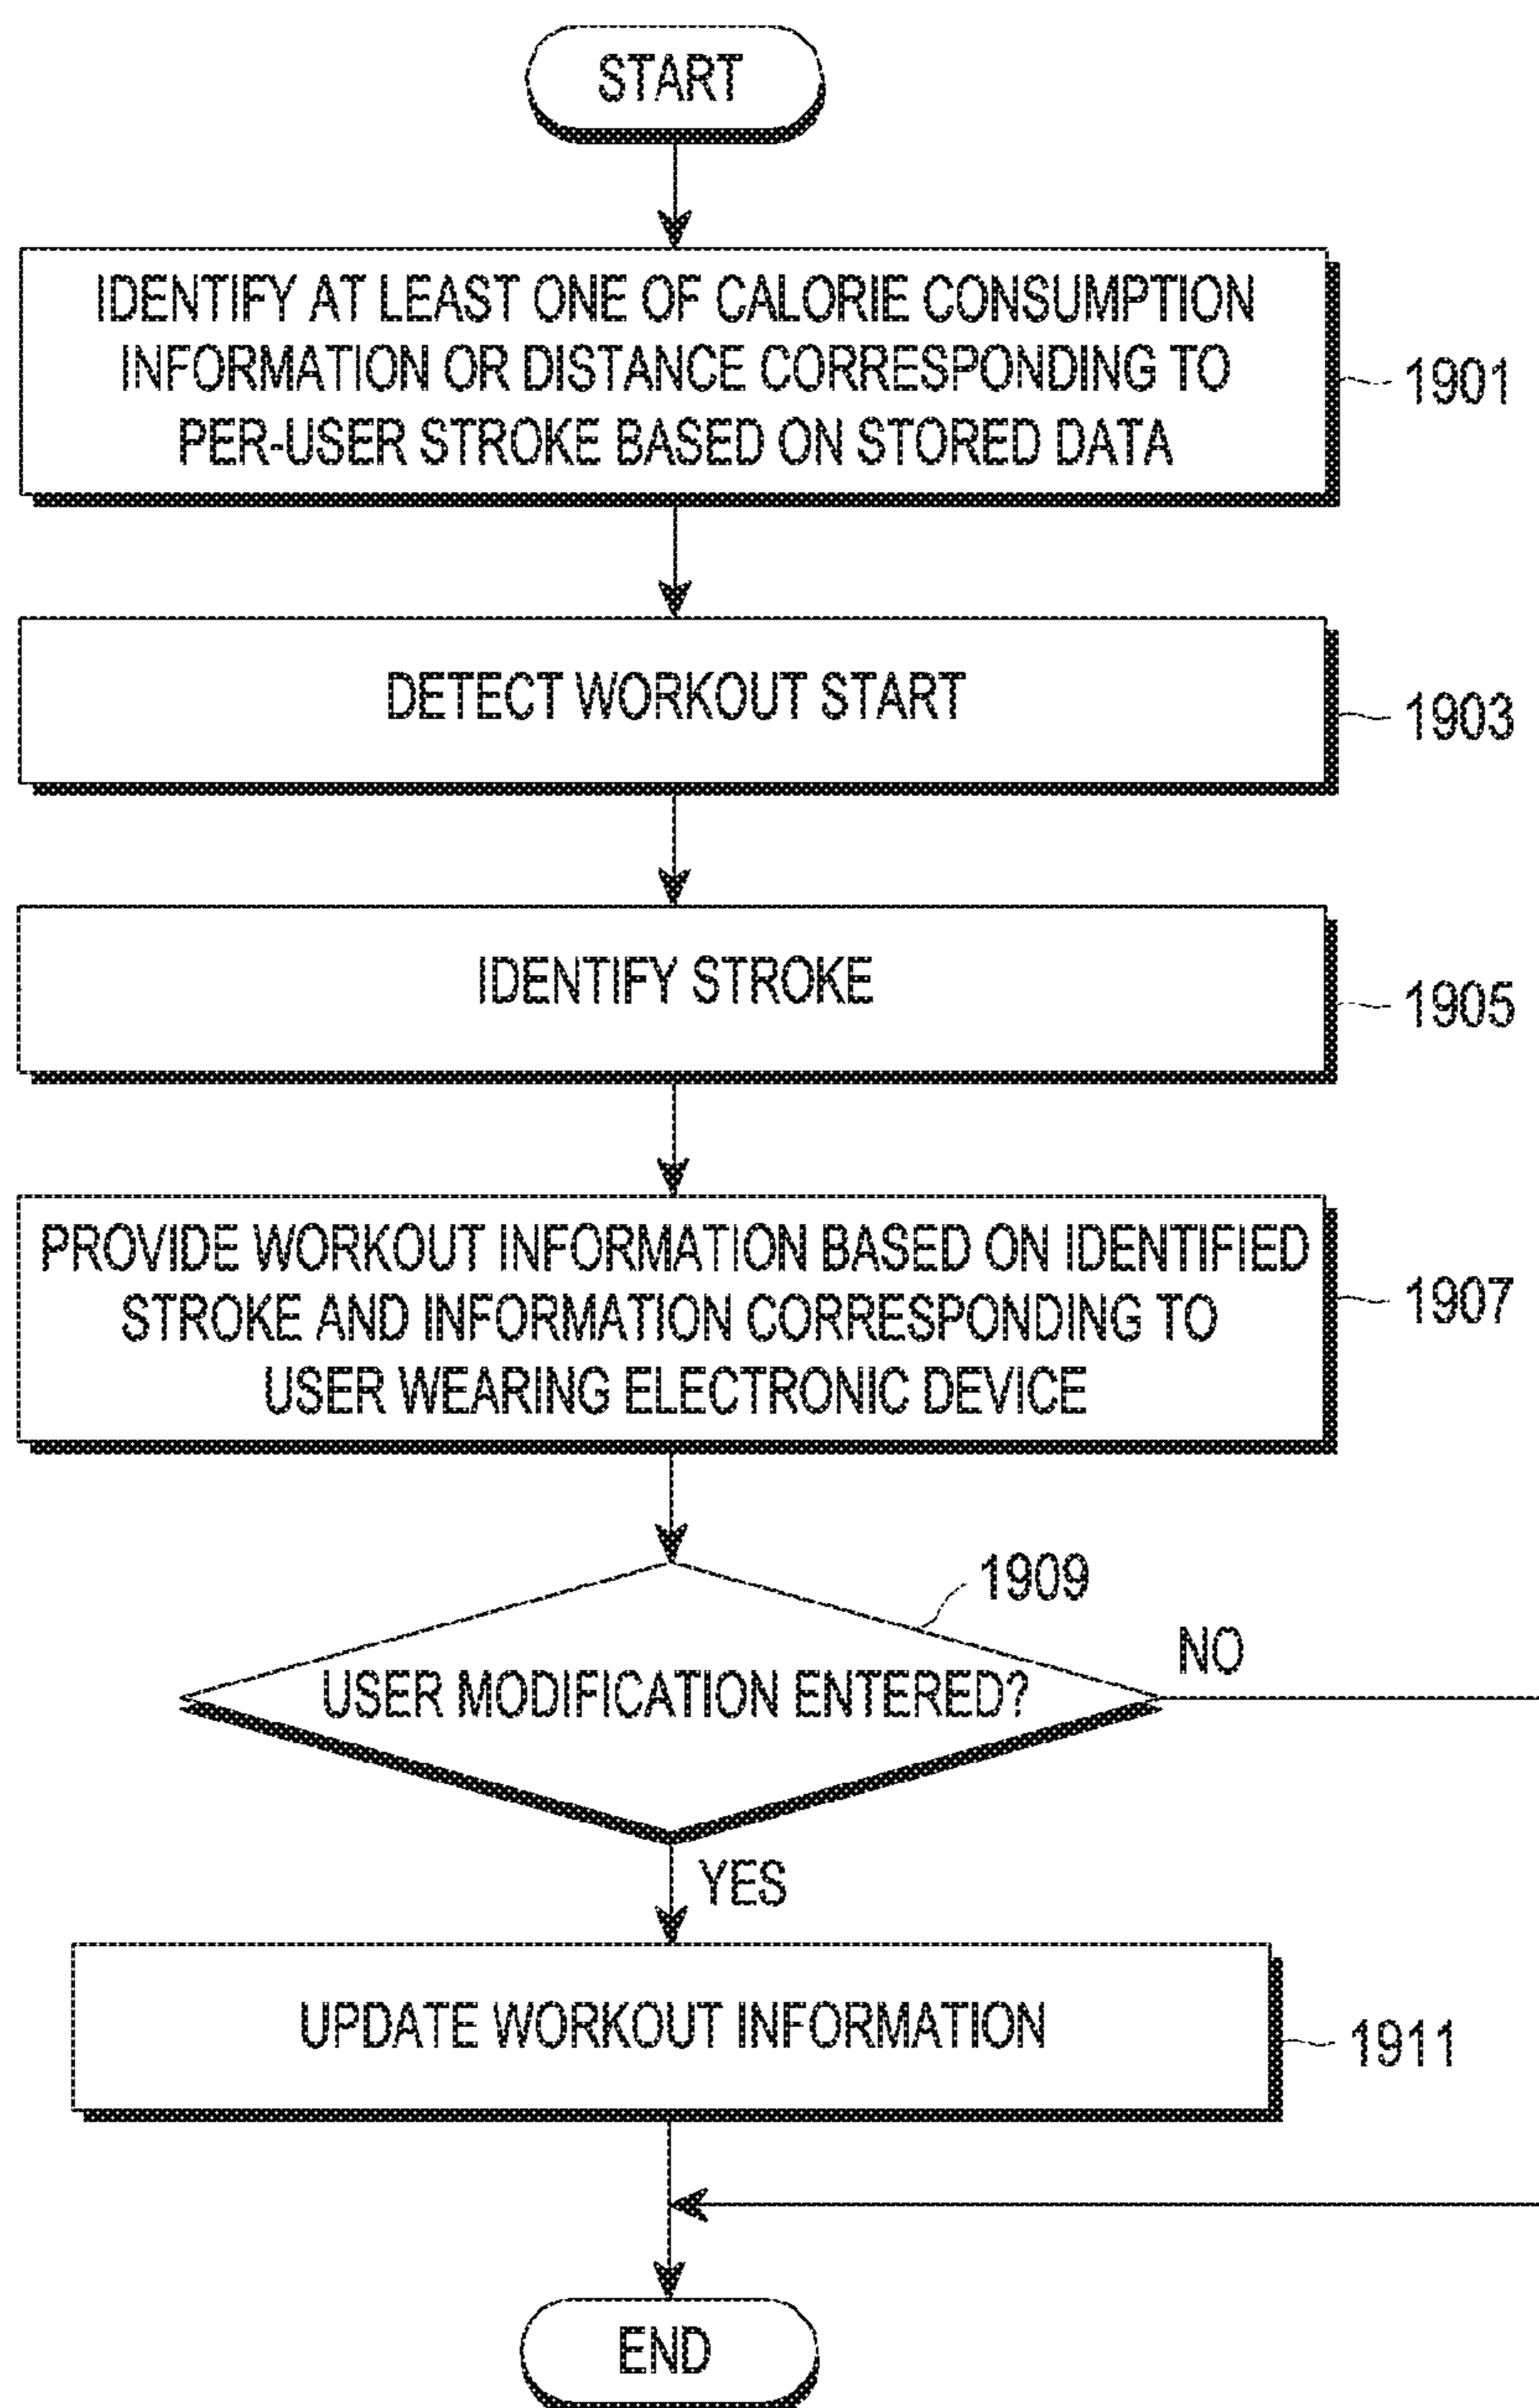 START
IDENTIFY AT LEAST ONE OF CALORIE CONSUMPTION
INFORMATION OR DISTANCE CORRESPONDING TO
PER-USER STROKE BASED ON STORED DATA
1901
DETECT WORKOUT START
1903
IDENTIFY STROKE
1905
PROVIDE WORKOUT INFORMATION BASED ON IDENTIFIED
STROKE AND INFORMATION CORRESPONDING TO
USER WEARING ELECTRONIC DEVICE
1907
1909
USER MODIFICATION ENTERED?
NO
YES
UPDATE WORKOUT INFORMATION
1911
END